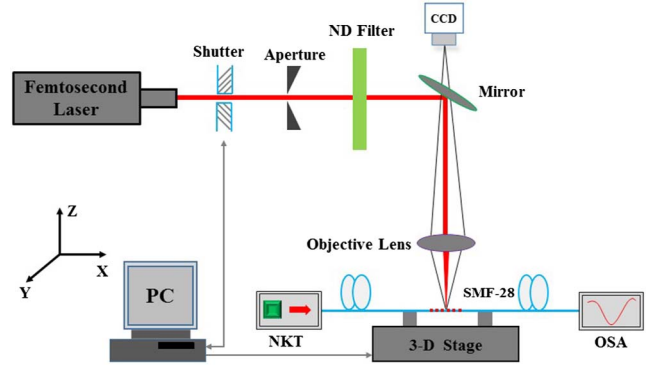 CCD
ND Filter
Shutter
Aperture
Femtosecond
Laser
Mirror
Z
X
Y
Objective Lens
PC
SMF-28
NKT
3-D Stage
OSA